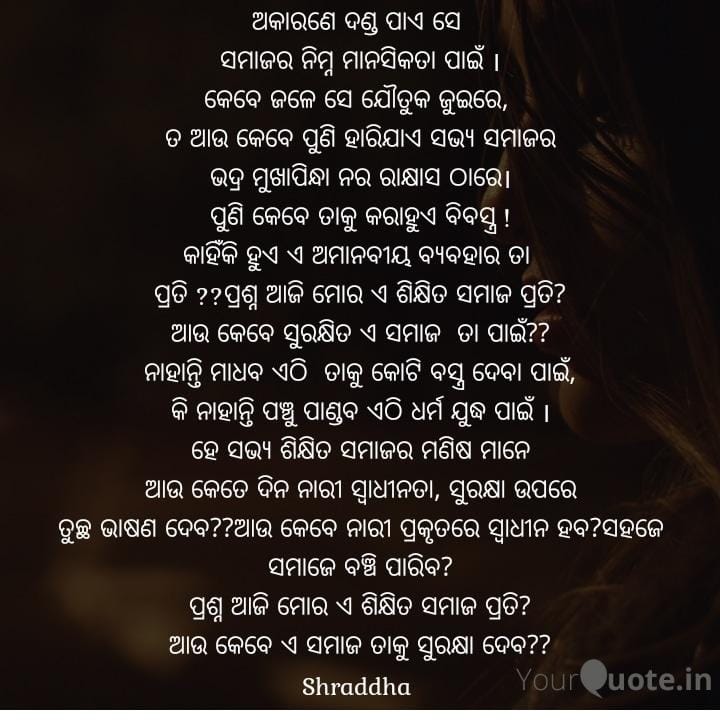 ଅକାରଣେ ଦଣ୍ଡ ପାଏ ସେ
ସମାଜର ନିମ୍ନ ମାନସିକତା ପାଇଁ ।
କେବେ ଜଳେ ସେ ଯୌତୁକ ଜୁଇରେ,
ତ ଆଉ କେବେ ପୁଣି ହାରିଯାଏ ସଭ୍ୟ ସମାଜର
ଭଦ୍ର ମୁଖାପିନ୍ଧା ନର ରାକ୍ଷାସ ଠାରେ।
ପୁଣି କେବେ ତାକୁ କରାହୁଏ ବିବସ୍ତ୍ର !
କାହିଁକି ହୁଏ ଏ ଅମାନବୀୟ ବ୍ୟବହାର ତା
ପ୍ରତି ??ପ୍ରଶ୍ନ ଆଜି ମୋର ଏ ଶିକ୍ଷିତ ସମାଜ ପ୍ରତି?
ଆଉ କେବେ ସୁରକ୍ଷିତ ଏ ସମାଜ ତା ପାଇଁ??
ନାହାନ୍ତି ମାଧବ ଏଠି ତାକୁ କୋଟି ବସ୍ତ୍ର ଦେବା ପାଇଁ,
କି ନାହାନ୍ତି ପଞ୍ଚୁ ପାଣ୍ଡବ ଏଠି ଧର୍ମ ଯୁଦ୍ଧ ପାଇଁ ।
ହେ ସଭ୍ୟ ଶିକ୍ଷିତ ସମାଜର ମଣିଷ ମାନେ
ଆଉ କେତେ ଦିନ ନାରୀ ସ୍ୱାଧୀନତା, ସୁରକ୍ଷା ଉପରେ
ତୁଚ୍ଛ ଭାଷଣ ଦେବ??ଆଉ କେବେ ନାରୀ ପ୍ରକୃତରେ ସ୍ୱାଧୀନ ହବ?ସହଜେ
ସମାଜେ ବଞ୍ଚି ପାରିବ?
ପ୍ରଶ୍ନ ଆଜି ମୋର ଏ ଶିକ୍ଷିତ ସମାଜ ପ୍ରତି?
ଆଉ କେବେ ଏ ସମାଜ ତାକୁ ସୁରକ୍ଷା ଦେବ??
Shraddha
YourQuote.in